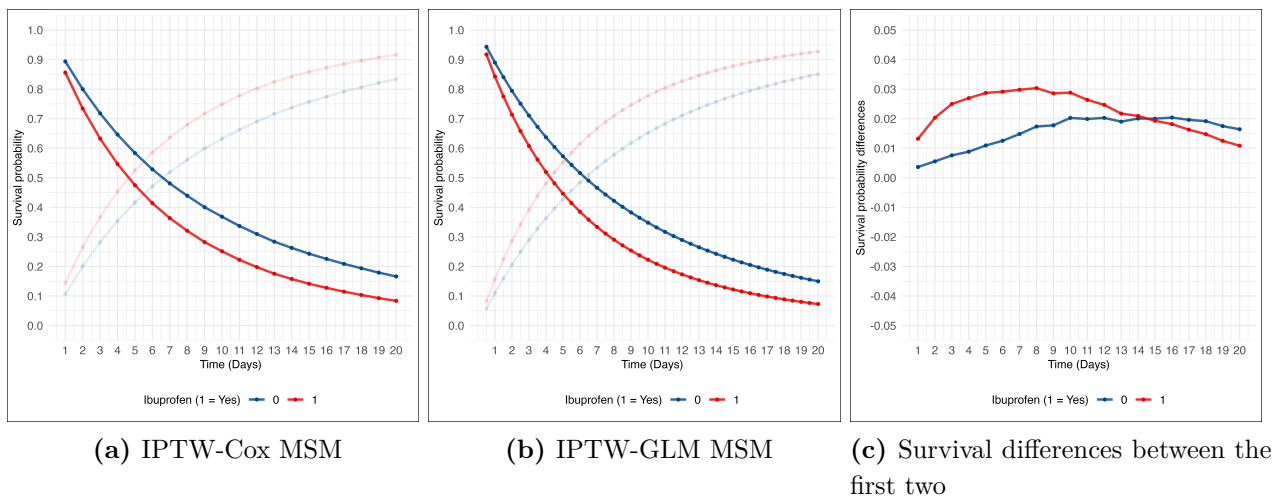 1.0
0.9
0.8
0.7
0.6
0.5
0.4
0.3
0.2
0.1
0.0
Survival probability
1 2 3 4 5 6 7 8 9 10 11 12 13 14 15 16 17 18 19 20
Time (Days)
Ibuprofen (1 = Yes) 0 1
(a) IPTW-Cox MSM
1.0
0.9
0.8
0.7
0.6
0.5
0.4
0.3
0.2
0.1
0.0
Survival probability
1 2 3 4 5 6 7 8 9 10 11 12 13 14 15 16 17 18 19 20
Time (Days)
Ibuprofen (1 = Yes) 0 1
(b) IPTW-GLM MSM
0.05
0.04
0.03
0.02
0.01
0.00
-0.01
-0.02
-0.03
-0.04
-0.05
Survival probability differences
1 2 3 4 5 6 7 8 9 10 11 12 13 14 15 16 17 18 19 20
Time (Days)
Ibuprofen (1 = Yes) 0 1
(c) Survival differences between the
first two